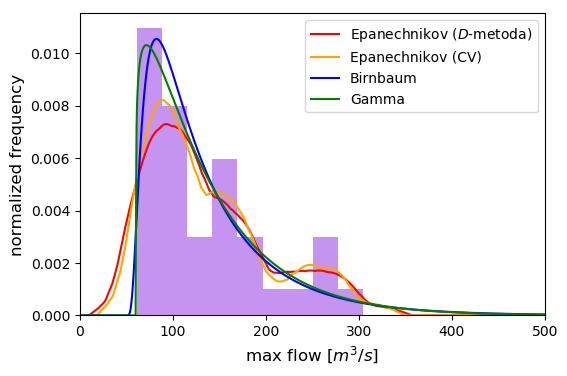 Epanechnikov (D-metoda)
Epanechnikov (CV)
Birnbaum
Gamma
normalized frequency
0.010
0.008
0.006
0.004
0.002
0.000
0 100 200 300 400 500
max flow [m³/s]